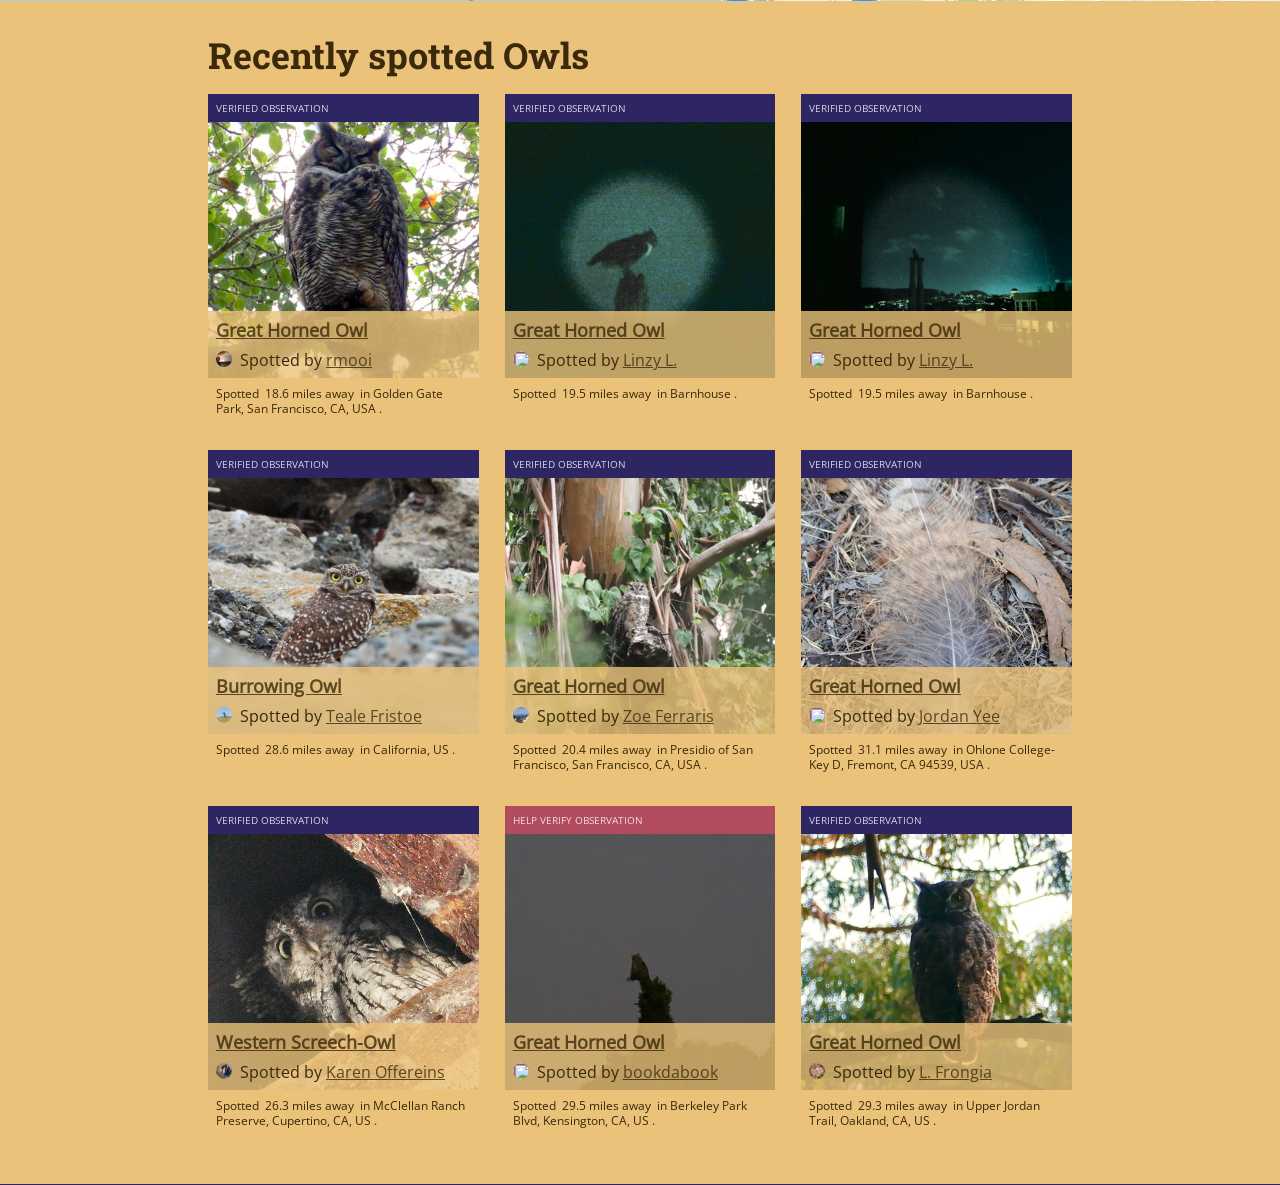 Recently spotted Owls
VERIFIED OBSERVATION
Great Horned Owl
Spotted by rmooi
Spotted 18.6 miles away in Golden Gate
Park, San Francisco, CA, USA .
VERIFIED OBSERVATION
Great Horned Owl
Spotted by Linzy L.
Spotted 19.5 miles away in Barnhouse .
VERIFIED OBSERVATION
Great Horned Owl
Spotted by Linzy L.
Spotted 19.5 miles away in Barnhouse .
VERIFIED OBSERVATION
Burrowing Owl
Spotted by Teale Fristoe
Spotted 28.6 miles away in California, US .
VERIFIED OBSERVATION
Great Horned Owl
Spotted by Zoe Ferraris
Spotted 20.4 miles away in Presidio of San
Francisco, San Francisco, CA, USA .
VERIFIED OBSERVATION
Great Horned Owl
Spotted by Jordan Yee
Spotted 31.1 miles away in Ohlone College-
Key D, Fremont, CA 94539, USA .
VERIFIED OBSERVATION
Western Screech-Owl
Spotted by Karen Offereins
Spotted 26.3 miles away in McClellan Ranch
Preserve, Cupertino, CA, US .
HELP VERIFY OBSERVATION
Great Horned Owl
Spotted by bookdabook
Spotted 29.5 miles away in Berkeley Park
Blvd, Kensington, CA, US .
VERIFIED OBSERVATION
Great Horned Owl
Spotted by L. Frongia
Spotted 29.3 miles away in Upper Jordan
Trail, Oakland, CA, US .